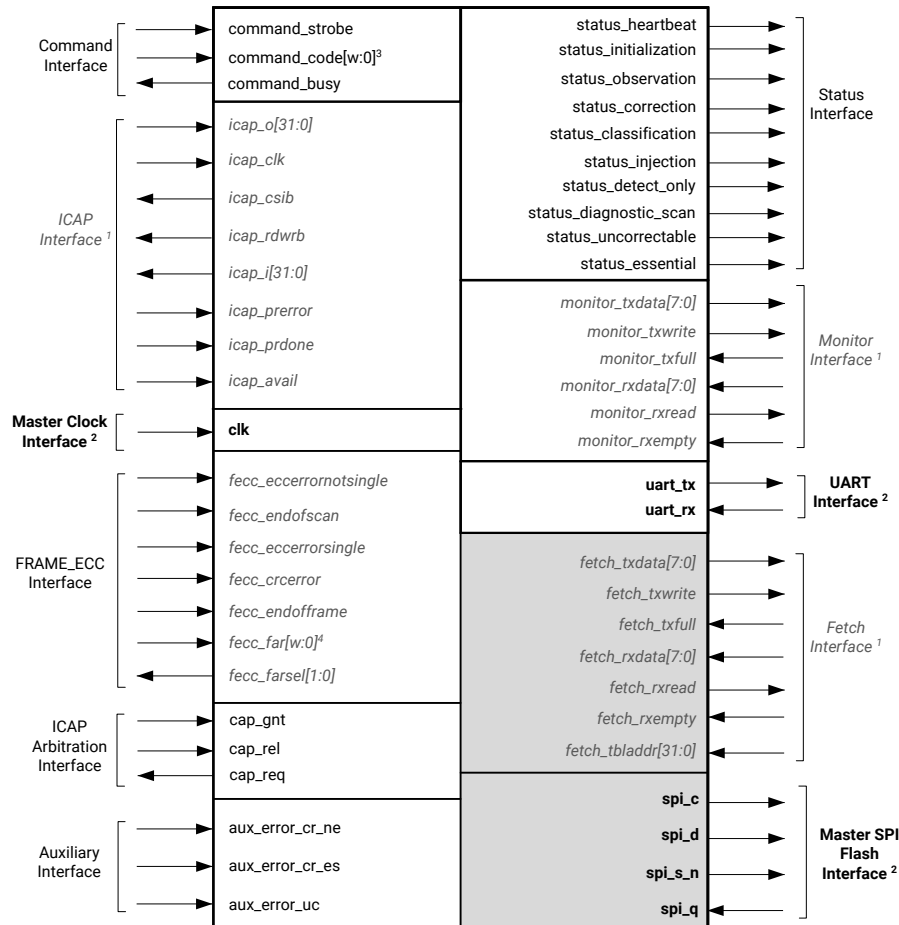 Command
Interface
command_strobe
command_code[w:0]³
command_busy
ICAP
Interface ¹
icap_o[31:0]
icap_clk
icap_csib
icap_rdwrb
icap_i[31:0]
icap_prerror
icap_prdone
icap_avail
Master Clock
Interface ²
clk
FRAME_ECC
Interface
fecc_eccerrornotsingle
fecc_endofscan
fecc_eccerrorsingle
fecc_crcerror
fecc_endofframe
fecc_far[w:0]⁴
fecc_farsel[1:0]
ICAP
Arbitration
Interface
cap_gnt
cap_rel
cap_req
Auxiliary
Interface
aux_error_cr_ne
aux_error_cr_es
aux_error_uc
status_heartbeat
status_initialization
status_observation
status_correction
status_classification
status_injection
status_detect_only
status_diagnostic_scan
status_uncorrectable
status_essential
Status
Interface
monitor_txdata[7:0]
monitor_txwrite
monitor_txfull
monitor_rxdata[7:0]
monitor_rxread
monitor_rxempty
Monitor
Interface ¹
uart_tx
uart_rx
UART
Interface ²
fetch_txdata[7:0]
fetch_txwrite
fetch_txfull
fetch_rxdata[7:0]
fetch_rxread
fetch_rxempty
fetch_tbladdr[31:0]
Fetch
Interface ¹
spi_c
spi_d
spi_s_n
spi_q
Master SPI
Flash
Interface ²